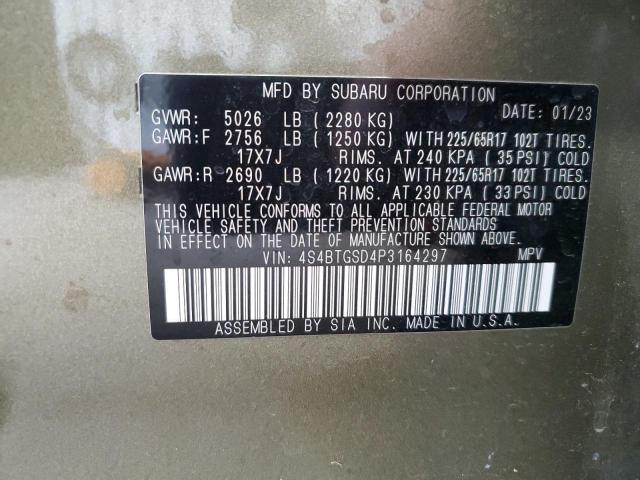 MFD BY SUBARU CORPORATION
DATE: 01/23
GVWR: 5026 LB (2280 KG)
GAWR:F 2756 LB (1250 KG) WITH 225/65R17 102T TIRES.
17X7J RIMS. AT 240 KPA (35 PSI) COLD
GAWR:R 2690 LB (1220 KG) WITH 225/65R17 102T TIRES.
17X7J RIMS. AT 230 KPA (33 PSI) COLD
THIS VEHICLE CONFORMS TO ALL APPLICABLE FEDERAL MOTOR
VEHICLE SAFETY AND THEFT PREVENTION STANDARDS
IN EFFECT ON THE DATE OF MANUFACTURE SHOWN ABOVE.
VIN: 4S4BTGSD4P3164297 MPV
ASSEMBLED BY SIA INC. MADE IN U.S.A.